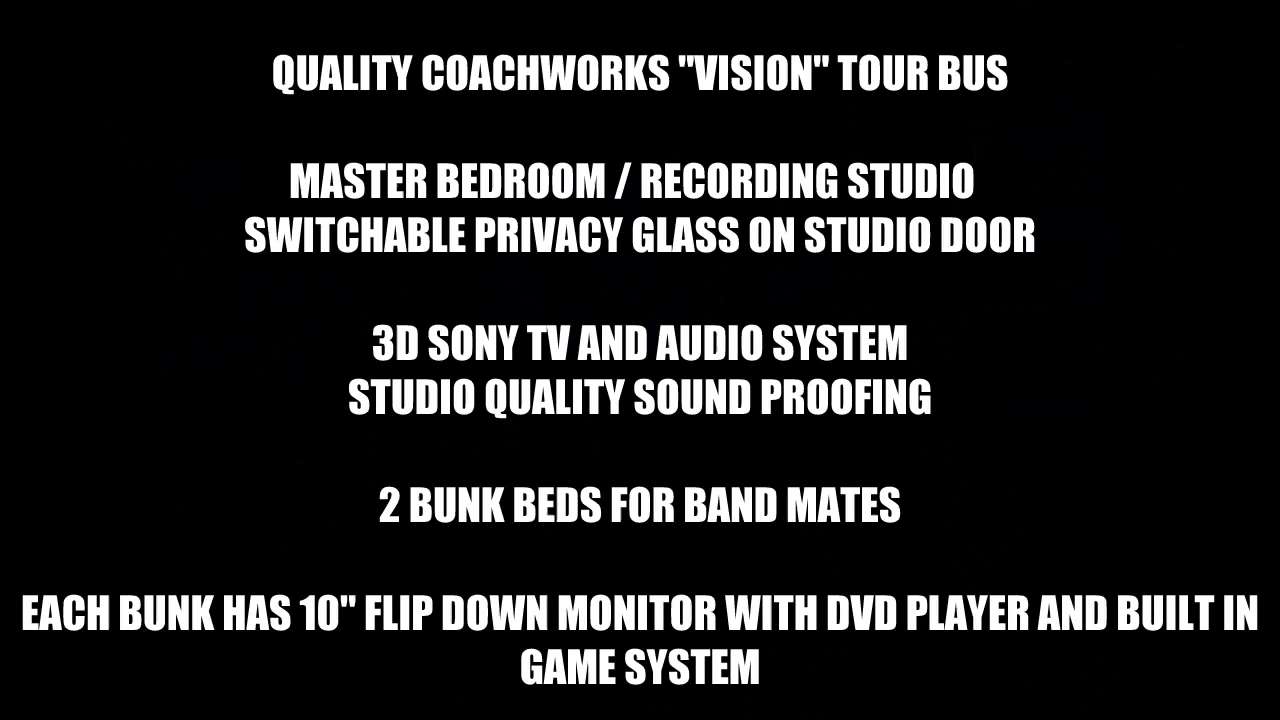 QUALITY COACHWORKS "VISION" TOUR BUS
MASTER BEDROOM / RECORDING STUDIO
SWITCHABLE PRIVACY GLASS ON STUDIO DOOR
3D SONY TV AND AUDIO SYSTEM
STUDIO QUALITY SOUND PROOFING
2 BUNK BEDS FOR BAND MATES
EACH BUNK HAS 10" FLIP DOWN MONITOR WITH DVD PLAYER AND BUILT IN
GAME SYSTEM